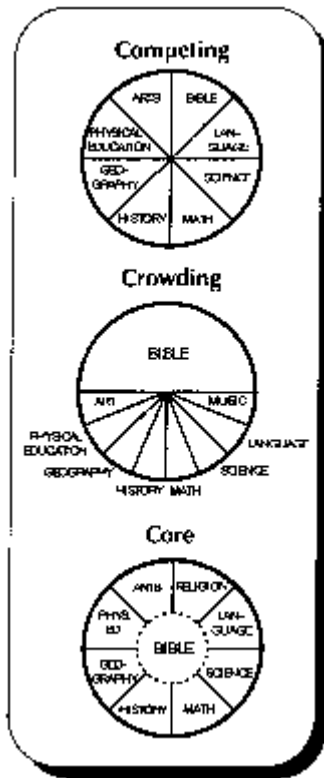 Competing
ARTS
BIBLE
PHYSICAL
EDUCATION
LAN-
GUAGE
GEO-
GRAPHY
SCIENCE
HISTORY
MATH
Crowding
BIBLE
ART
MUSIC
PHYSICAL
EDUCATION
LANGUAGE
GEOGRAPHY
SCIENCE
HISTORY
MATH
Core
ARTS
RELIGION
PHYS.
ED
LAN-
GUAGE
BIBLE
GEO-
GRAPHY
SCIENCE
HISTORY
MATH